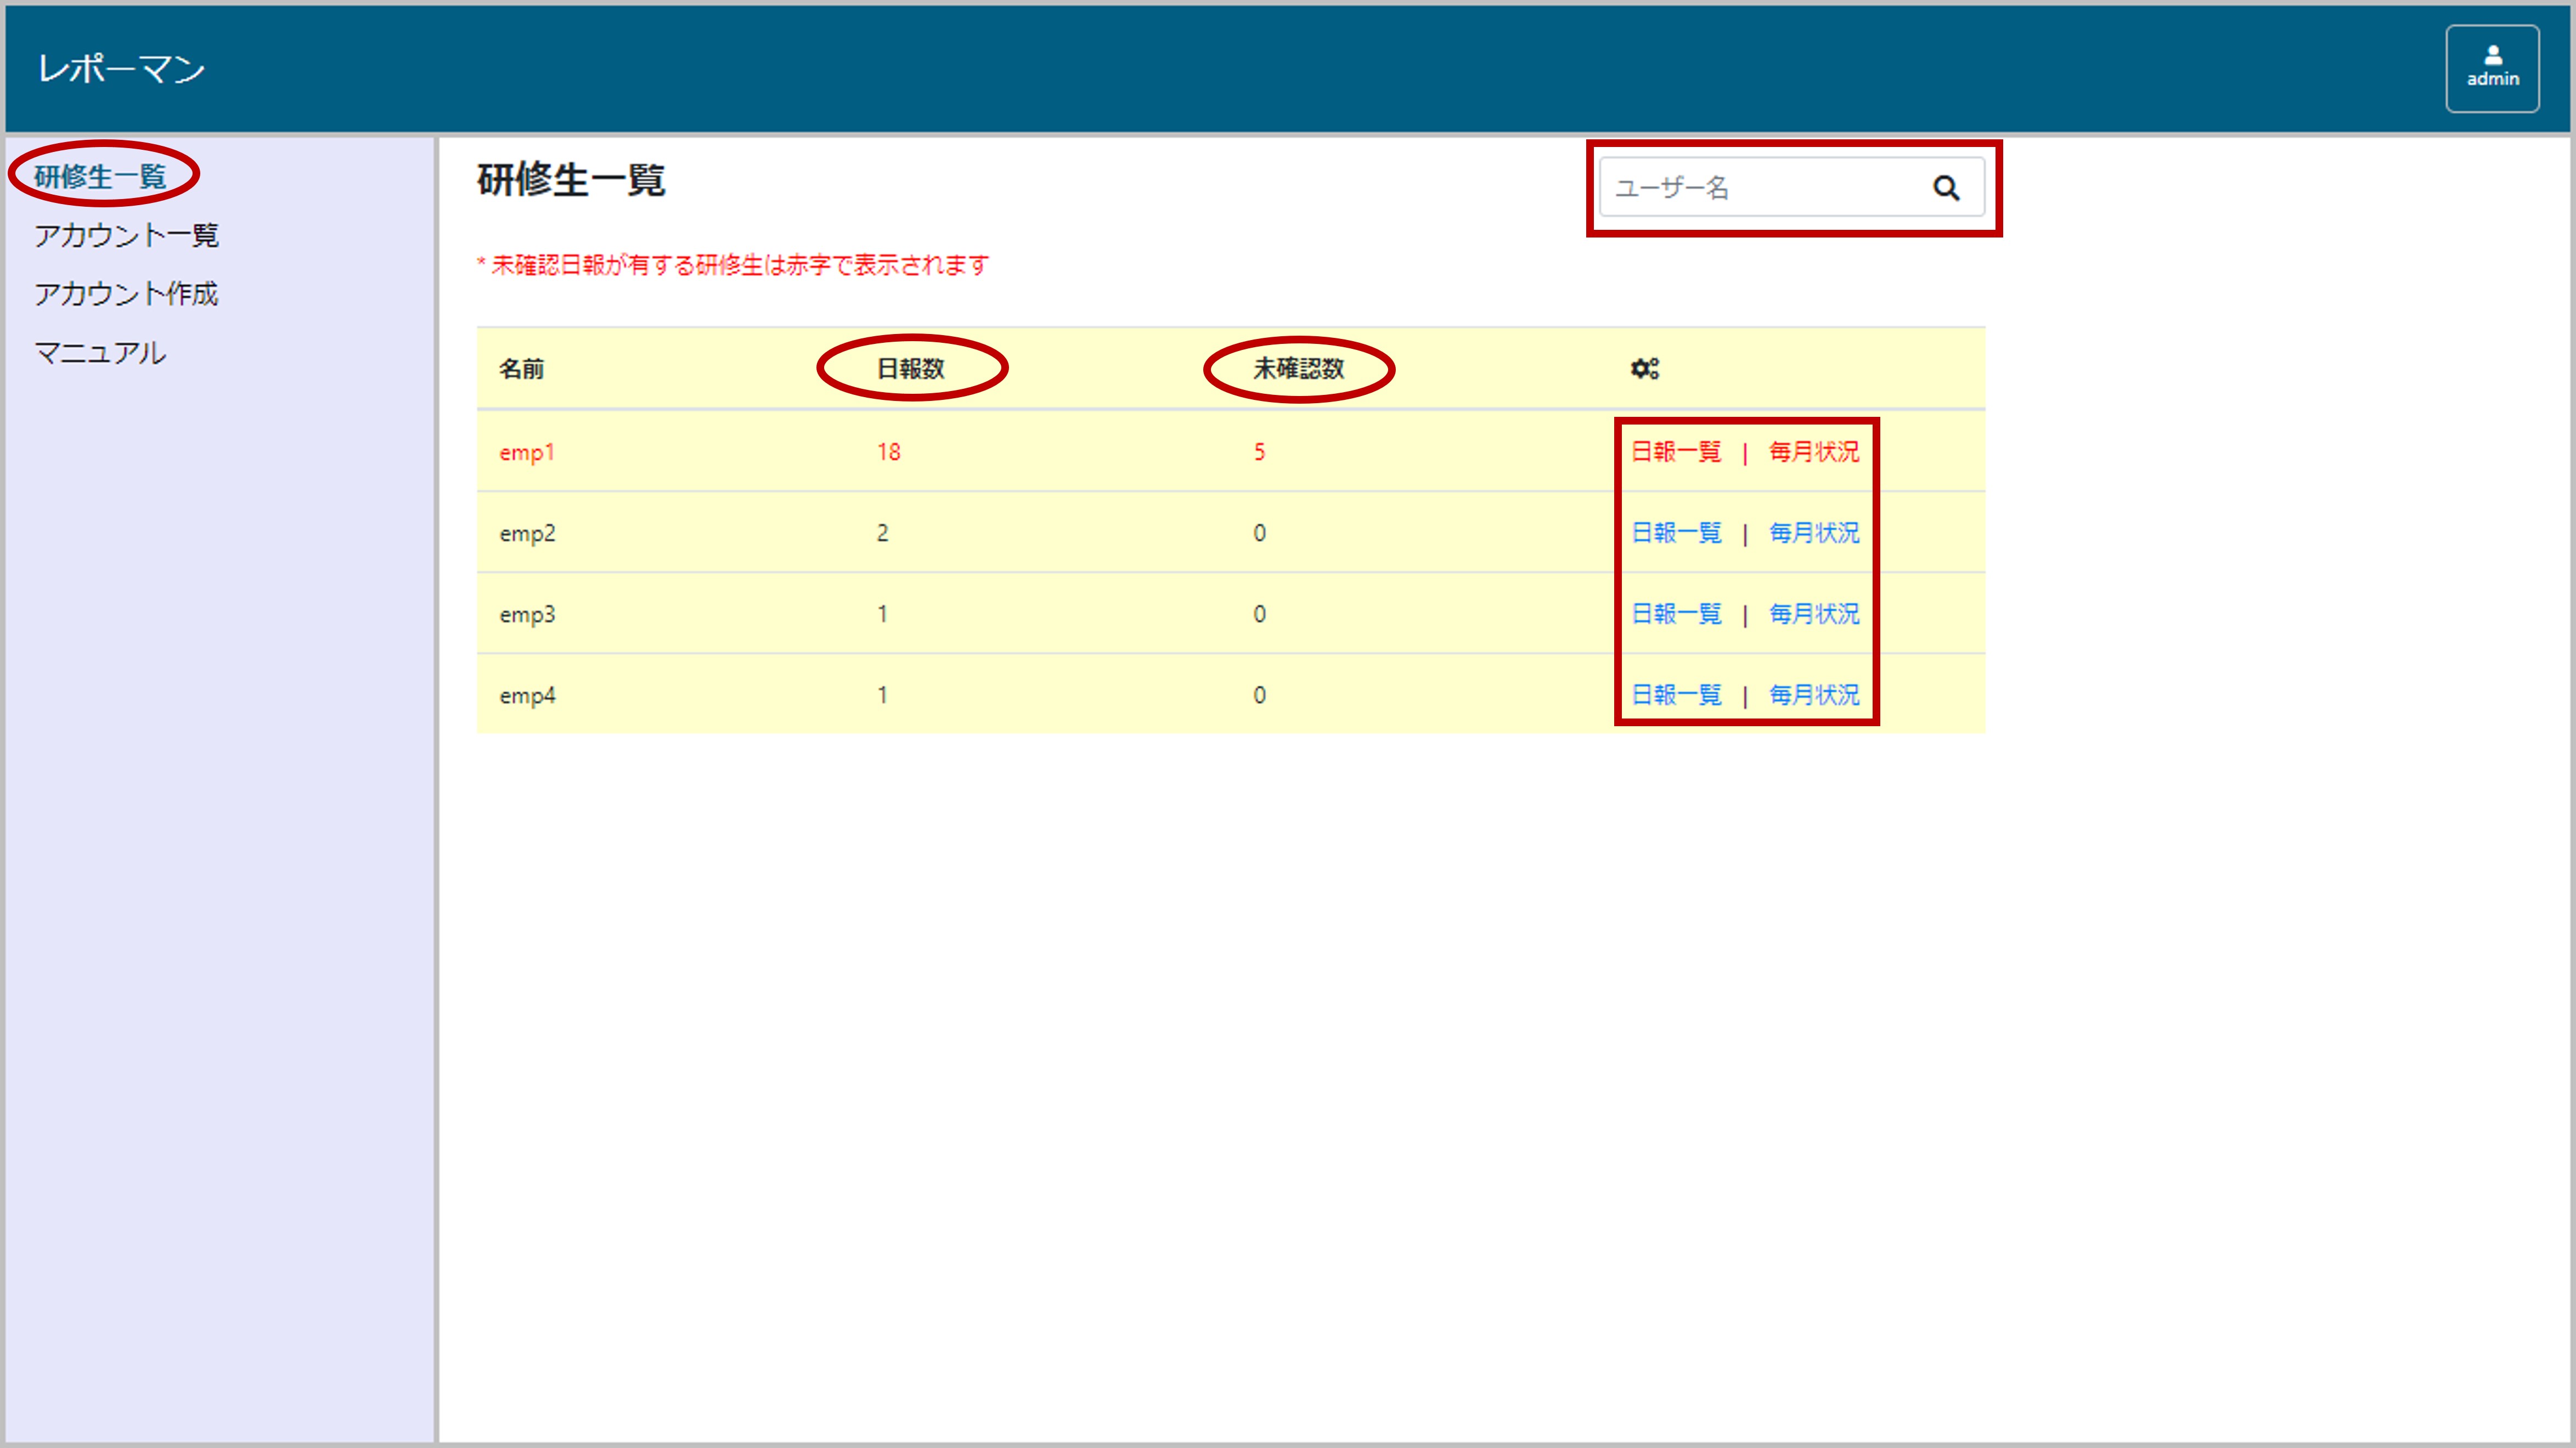 レポーマン
admin
研修生一覧
アカウント一覧
アカウント作成
マニュアル
研修生一覧
ユーザー名
* 未確認日報が有する研修生は赤字で表示されます
名前 日報数 未確認数
emp1 18 5 日報一覧 | 毎月状況
emp2 2 0 日報一覧 | 毎月状況
emp3 1 0 日報一覧 | 毎月状況
emp4 1 0 日報一覧 | 毎月状況